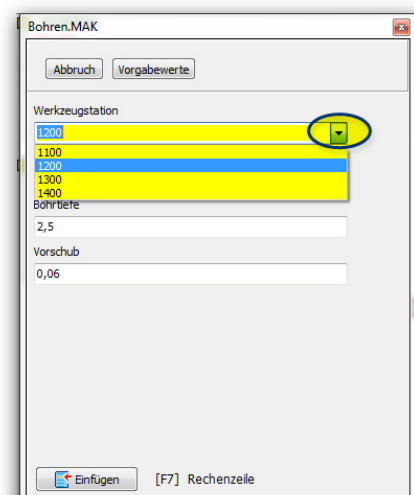 Bohren.MAK
Abbruch Vorgabewerte
Werkzeugstation
1200
1100
1200
1300
1400
Bohrtiefe
2,5
Vorschub
0,06
Einfügen [F7] Rechenzeile